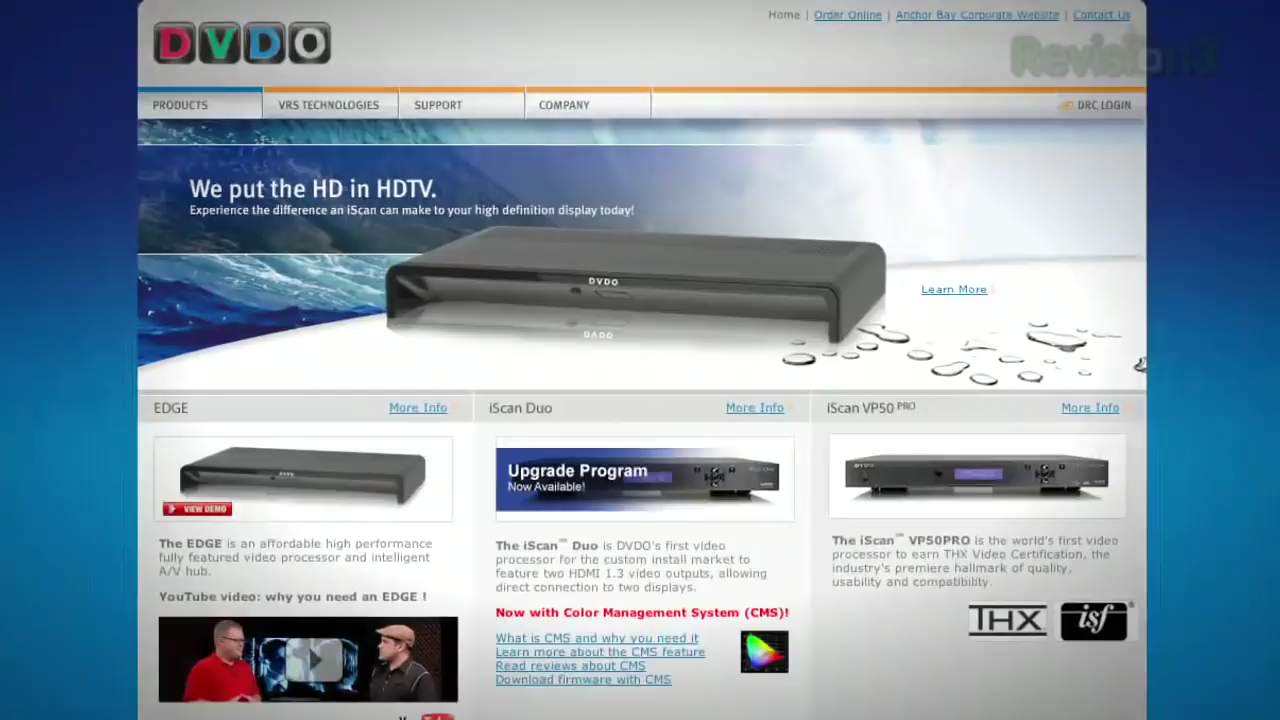 Home | Order Online | Anchor Bay Corporate Website | Contact Us
DVDO
Revision3
PRODUCTS
VRS TECHNOLOGIES
SUPPORT
COMPANY
DRC LOGIN
We put the HD in HDTV.
Experience the difference an iScan can make to your high definition display today!
DVDO
Learn More
EDGE
More Info
VIEW DEMO
The EDGE is an affordable high performance
fully featured video processor and intelligent
A/V hub.
YouTube video: why you need an EDGE !
iScan Duo
More Info
Upgrade Program
Now Available!
The iScan™ Duo is DVDO's first video
processor for the custom install market to
feature two HDMI 1.3 video outputs, allowing
direct connection to two displays.
Now with Color Management System (CMS)!
What is CMS and why you need it
Learn more about the CMS feature
Read reviews about CMS
Download firmware with CMS
iScan VP50 PRO
More Info
DVDO
The iScan™ VP50PRO is the world's first video
processor to earn THX Video Certification, the
industry's premiere hallmark of quality,
usability and compatibility.
THX
isf